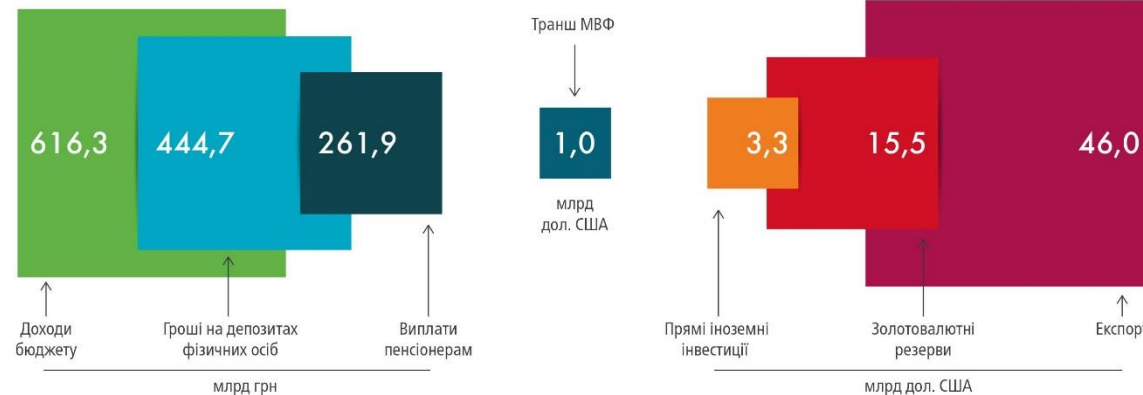 Транш МВФ
616,3
444,7
261,9
1,0
3,3
15,5
46,0
млрд
дол. США
Доходи
бюджету
Гроші на депозитах
фізичних осіб
Виплати
пенсіонерам
Прямі іноземні
інвестиції
Золотовалютні
резерви
Експорт
млрд грн
млрд дол. США